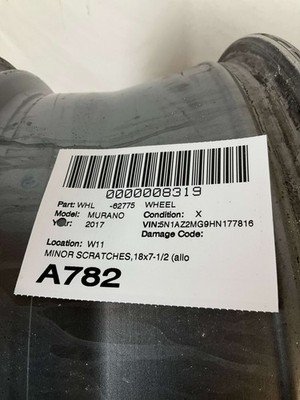 0000008319
Part: WHL -62775 WHEEL
Model: MURANO Condition: X
Year: 2017 VIN:5N1AZ2MG9HN177816
Damage Code:
Location: W11
MINOR SCRATCHES,18x7-1/2 (allo
A782